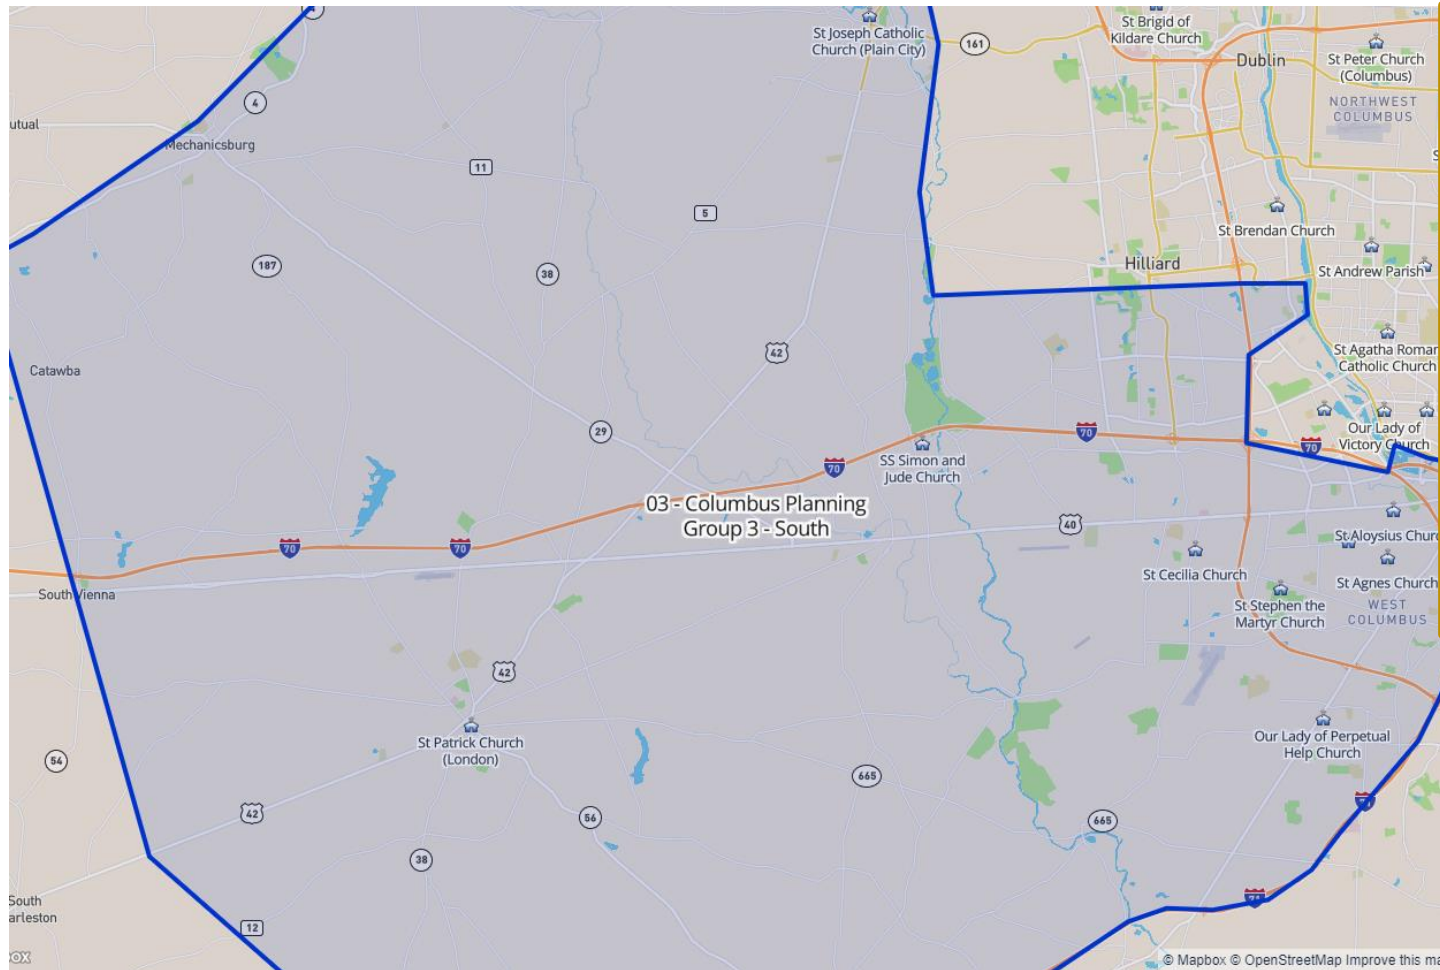 4
St Joseph Catholic
Church (Plain City)
161
St Brigid of
Kildare Church
Dublin
St Peter Church
(Columbus)
NORTHWEST
COLUMBUS
4
utual
Mechanicsburg
11
5
S
St Brendan Church
187
38
Hilliard
St Andrew Parish
42
St Agatha Roman
Catholic Church
Catawba
29
Our Lady of
Victory Church
70
70
70
SS Simon and
Jude Church
03 - Columbus Planning
Group 3 - South
40
St Aloysius Churc
70
70
St Cecilia Church
St Agnes Church
South Vienna
St Stephen the
Martyr Church
WEST
COLUMBUS
42
St Patrick Church
(London)
Our Lady of Perpetual
Help Church
54
665
42
56
665
71
38
South
arleston
12
71
box
© Mapbox © OpenStreetMap Improve this ma